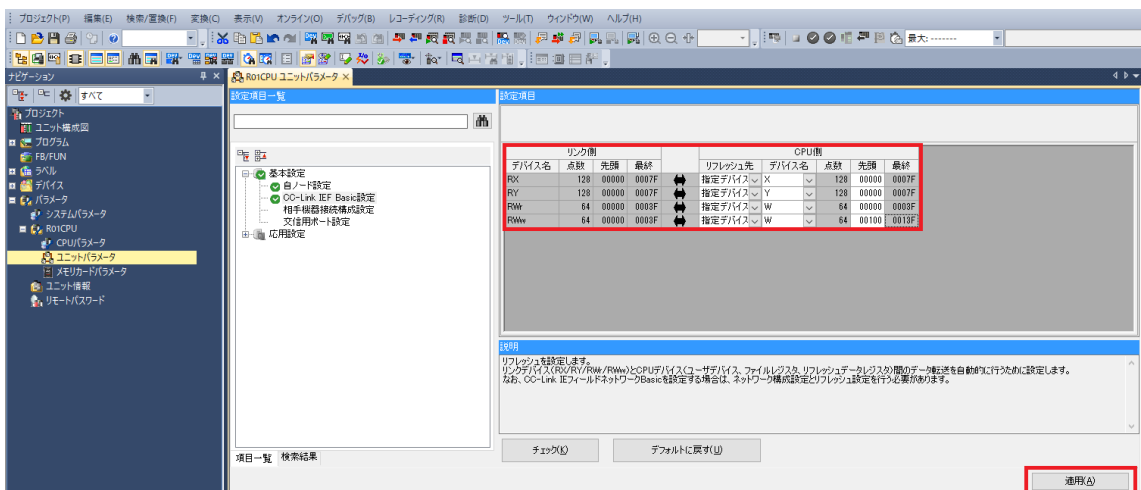 プロジェクト(P) 編集(E) 検索/置換(F) 変換(C) 表示(V) オンライン(O) デバッグ(B) レコーディング(R) 診断(D) ツール(T) ウィンドウ(W) ヘルプ(H)
最大: -------
ナビゲーション
R01CPU ユニットパラメータ
すべて
プロジェクト
ユニット構成図
プログラム
FB/FUN
ラベル
デバイス
パラメータ
システムパラメータ
R01CPU
CPUパラメータ
ユニットパラメータ
メモリカードパラメータ
ユニット情報
リモートパスワード
設定項目一覧
基本設定
自ノード設定
CC-Link IEF Basic設定
相手機器接続構成設定
交信用ポート設定
応用設定
項目一覧 検索結果
設定項目
リンク側 CPU側
デバイス名 点数 先頭 最終 リフレッシュ先 デバイス名 点数 先頭 最終
RX 128 00000 0007F 指定デバイス X 128 00000 0007F
RY 128 00000 0007F 指定デバイス Y 128 00000 0007F
RWr 64 00000 0003F 指定デバイス W 64 00000 0003F
RWw 64 00000 0003F 指定デバイス W 64 00100 0013F
説明
リフレッシュを設定します。
リンクデバイス(RX/RY/RWr/RWw)とCPUデバイス(ユーザデバイス、ファイルレジスタ、リフレッシュデータレジスタ)間のデータ転送を自動的に行うために設定します。
なお、CC-Link IEフィールドネットワークBasicを設定する場合は、ネットワーク構成設定とリフレッシュ設定を行う必要があります。
チェック(K) デフォルトに戻す(U)
適用(A)